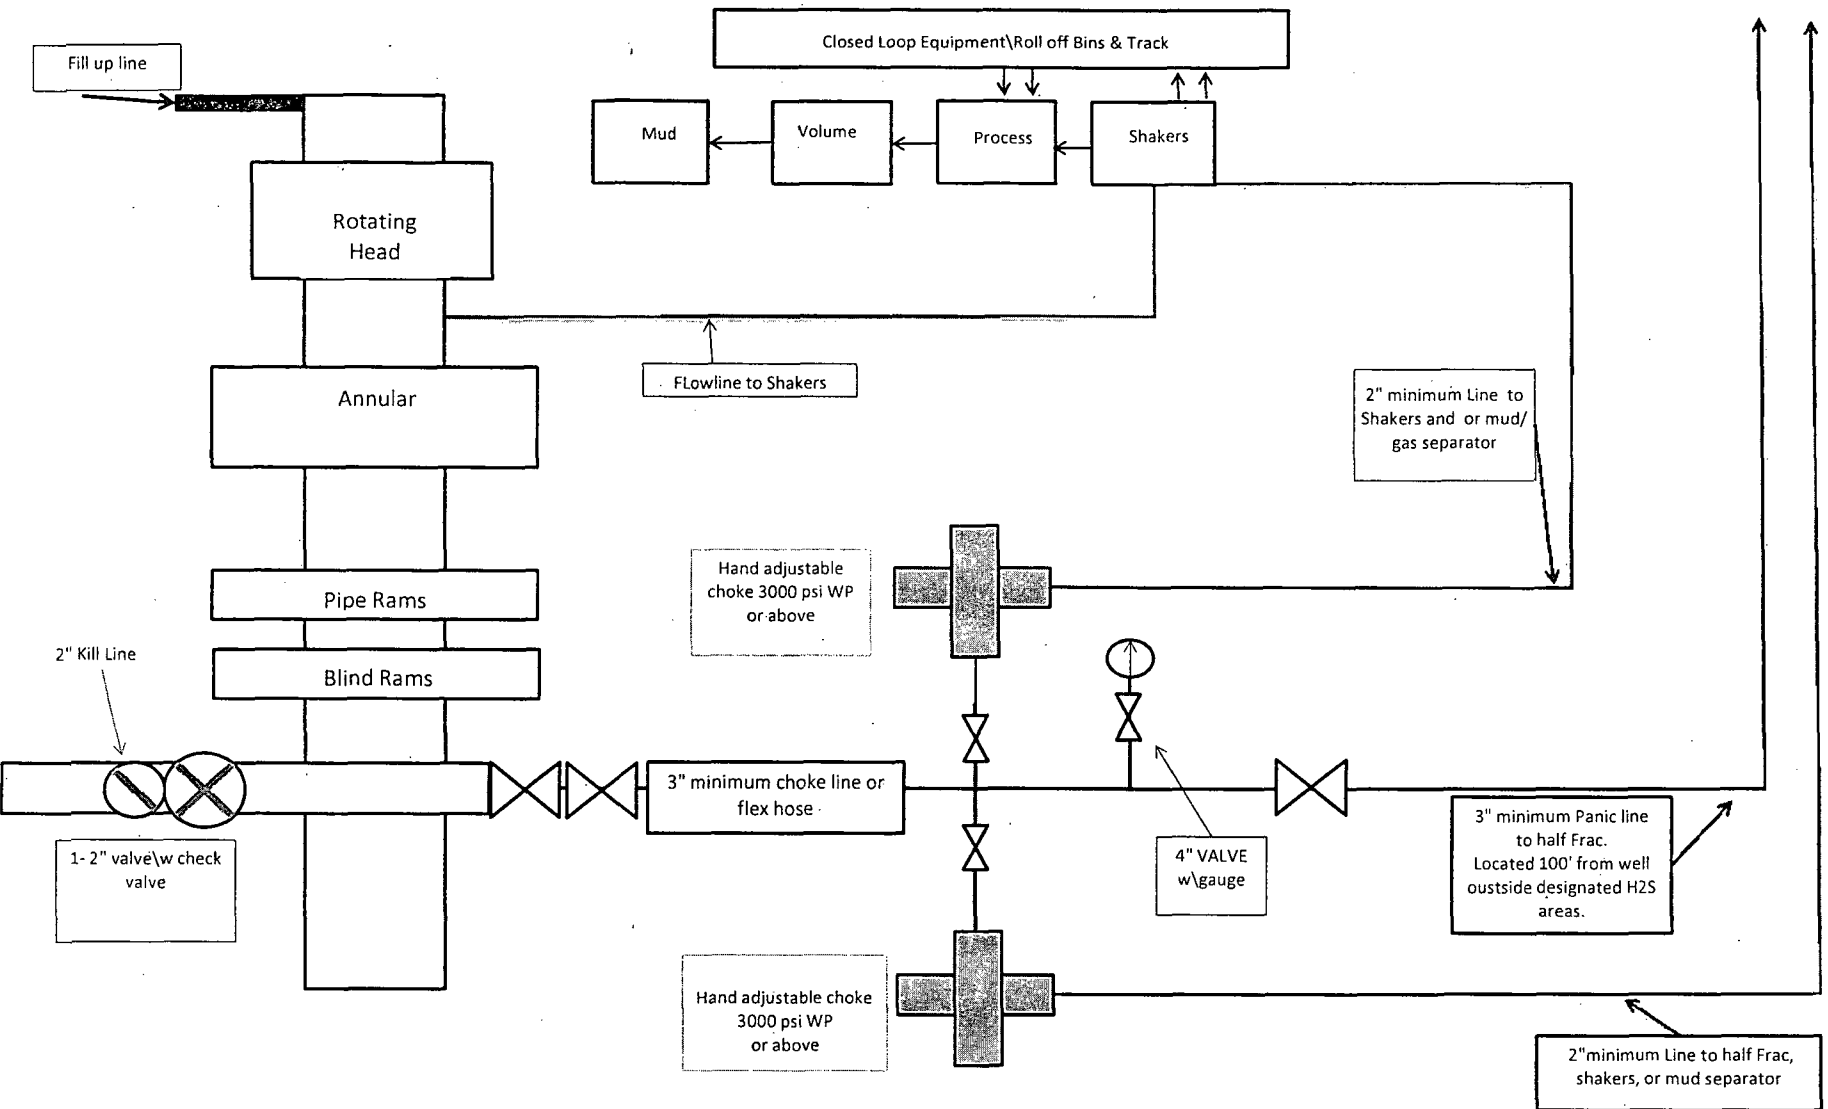 Closed Loop Equipment\Roll off Bins & Track
Fill up line
Mud
Volume
Process
Shakers
Rotating
Head
FLowline to Shakers
Annular
2" minimum Line to
Shakers and or mud/
gas separator
Hand adjustable
choke 3000 psi WP
or above
Pipe Rams
2" Kill Line
Blind Rams
3" minimum choke line or
flex hose
1- 2" valve\w check
valve
4" VALVE
w\gauge
3" minimum Panic line
to half Frac.
Located 100' from well
oustside designated H2S
areas.
Hand adjustable choke
3000 psi WP
or above
2"minimum Line to half Frac,
shakers, or mud separator